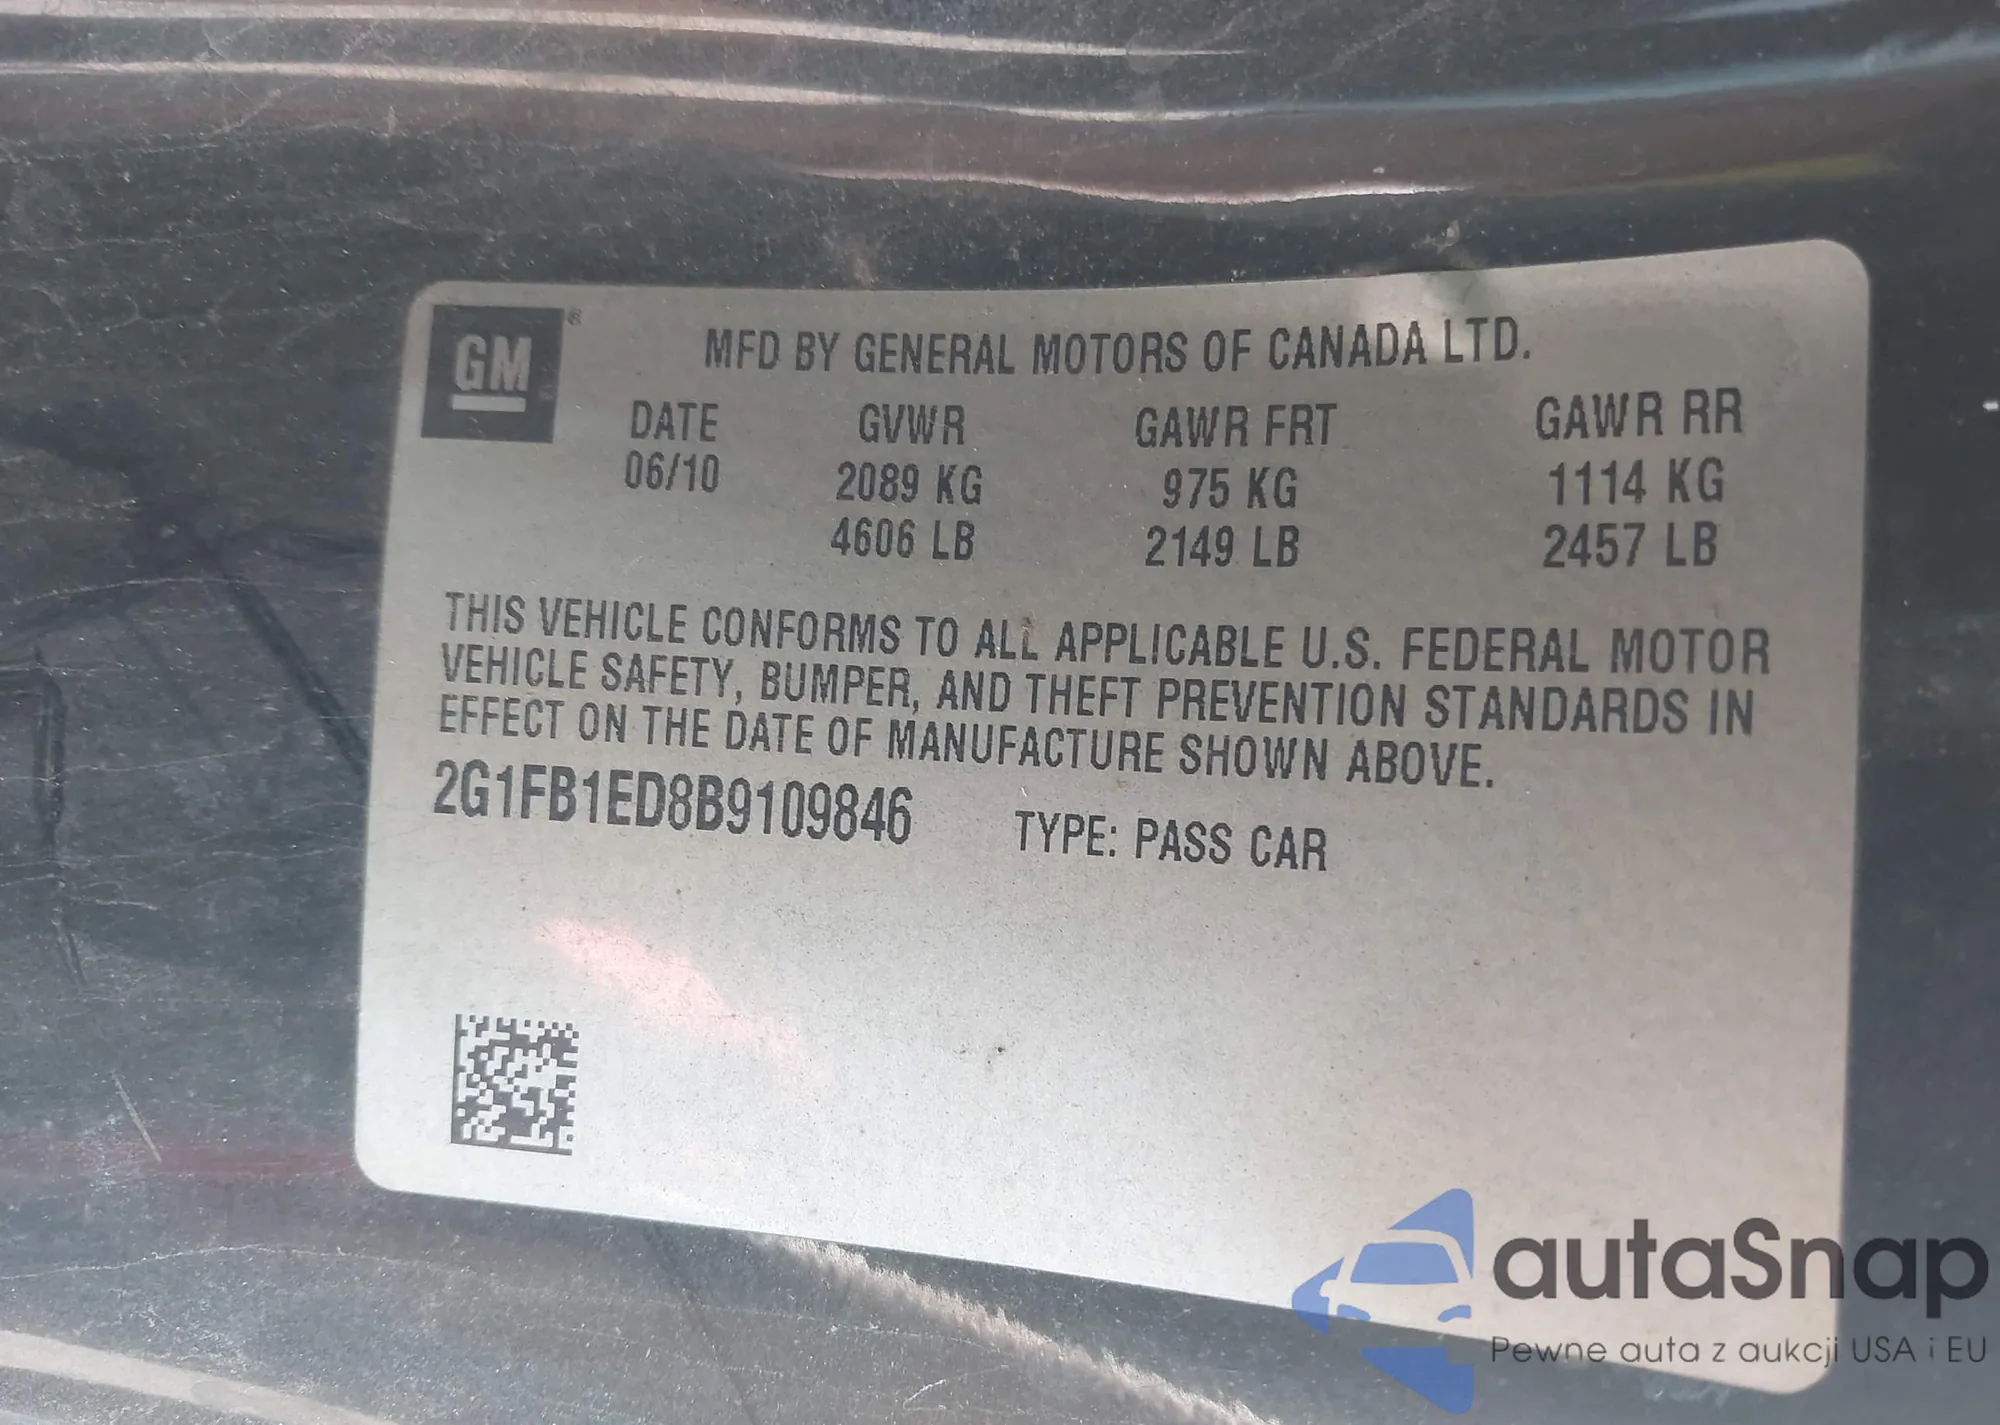 GM
MFD BY GENERAL MOTORS OF CANADA LTD.
DATE GVWR GAWR FRT GAWR RR
06/10 2089 KG 975 KG 1114 KG
4606 LB 2149 LB 2457 LB
THIS VEHICLE CONFORMS TO ALL APPLICABLE U.S. FEDERAL MOTOR
VEHICLE SAFETY, BUMPER, AND THEFT PREVENTION STANDARDS IN
EFFECT ON THE DATE OF MANUFACTURE SHOWN ABOVE.
2G1FB1ED8B9109846 TYPE: PASS CAR
autaSnap
Pewne auta z aukcji USA i EU